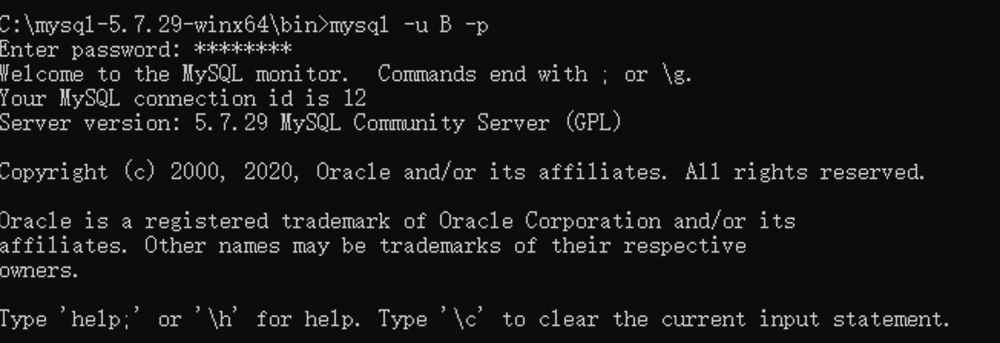 C:\mysql-5.7.29-winx64\bin>mysql -u B -p
Enter password: ********
Welcome to the MySQL monitor.  Commands end with ; or \g.
Your MySQL connection id is 12
Server version: 5.7.29 MySQL Community Server (GPL)
Copyright (c) 2000, 2020, Oracle and/or its affiliates. All rights reserved.
Oracle is a registered trademark of Oracle Corporation and/or its
affiliates. Other names may be trademarks of their respective
owners.
Type 'help;' or '\h' for help. Type '\c' to clear the current input statement.